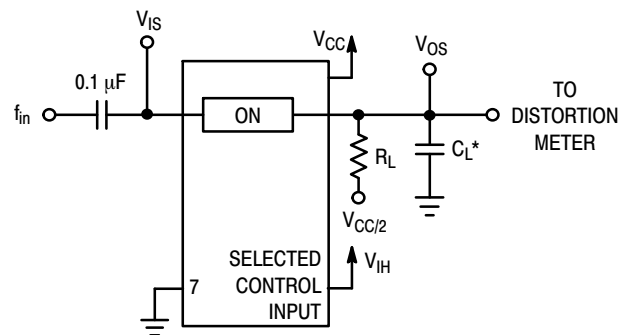 V_IS
V_CC
V_OS
0.1 μF
f_in
ON
TO
DISTORTION
METER
R_L
C_L*
V_CC/2
SELECTED
CONTROL
INPUT
V_IH
7